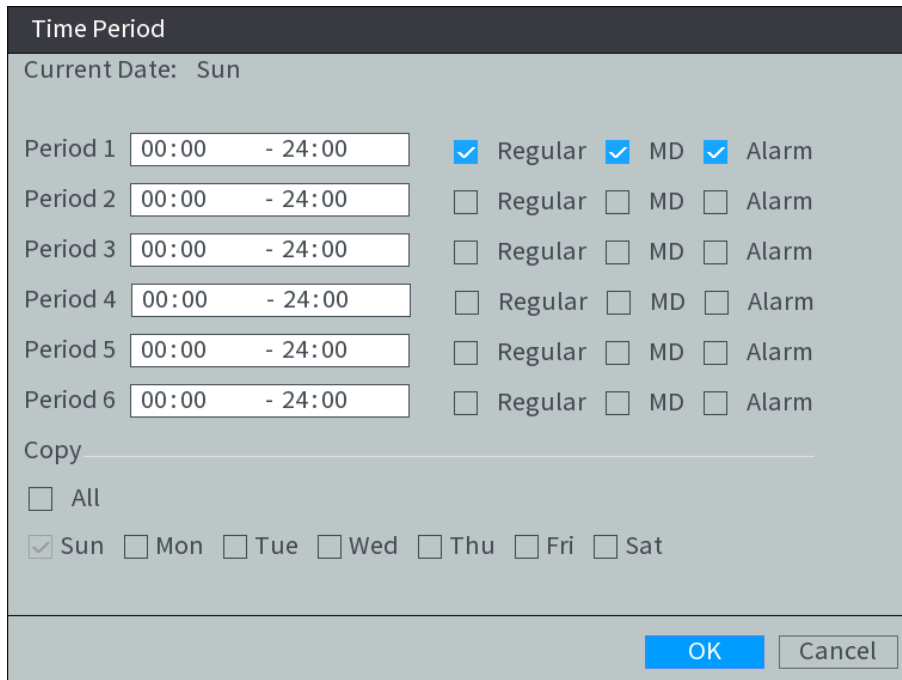 Time Period
Current Date: Sun
Period 1 00:00 - 24:00 Regular MD Alarm
Period 2 00:00 - 24:00 Regular MD Alarm
Period 3 00:00 - 24:00 Regular MD Alarm
Period 4 00:00 - 24:00 Regular MD Alarm
Period 5 00:00 - 24:00 Regular MD Alarm
Period 6 00:00 - 24:00 Regular MD Alarm
Copy
All
Sun Mon Tue Wed Thu Fri Sat
OK Cancel